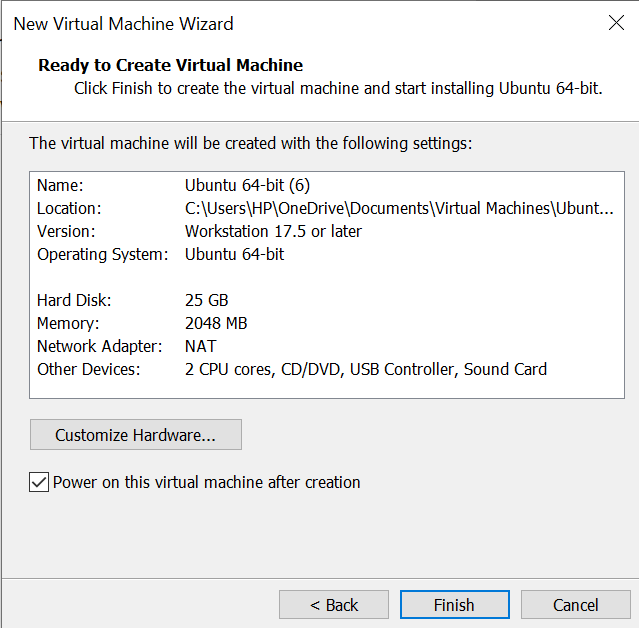 New Virtual Machine Wizard
Ready to Create Virtual Machine
Click Finish to create the virtual machine and start installing Ubuntu 64-bit.
The virtual machine will be created with the following settings:
Name: Ubuntu 64-bit (6)
Location: C:\Users\HP\OneDrive\Documents\Virtual Machines\Ubunt...
Version: Workstation 17.5 or later
Operating System: Ubuntu 64-bit
Hard Disk: 25 GB
Memory: 2048 MB
Network Adapter: NAT
Other Devices: 2 CPU cores, CD/DVD, USB Controller, Sound Card
Customize Hardware...
Power on this virtual machine after creation
< Back Finish Cancel